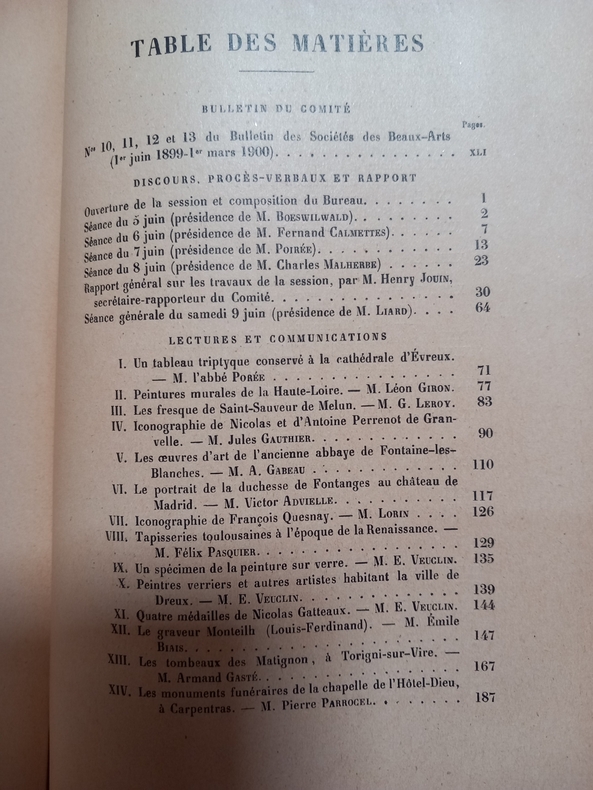 TABLE DES MATIÈRES
BULLETIN DU COMITÉ
Pages.
Nos 10, 11, 12 et 13 du Bulletin des Sociétés des Beaux-Arts
(1er juin 1899-1er mars 1900). . . . . . . . . . . . . . . . XLI
DISCOURS, PROCÈS-VERBAUX ET RAPPORT
Ouverture de la session et composition du Bureau. . . . . . . . 1
Séance du 5 juin (présidence de M. BOESWILWALD). . . . . . . . 2
Séance du 6 juin (présidence de M. Fernand CALMETTES). . . . . 7
Séance du 7 juin (présidence de M. POIRÉE). . . . . . . . . . . 13
Séance du 8 juin (présidence de M. Charles MALHERBE) . . . . . . 23
Rapport général sur les travaux de la session, par M. Henry JOUIN,
secrétaire-rapporteur du Comité. . . . . . . . . . . . . . . . 30
Séance générale du samedi 9 juin (présidence de M. LIARD). . . . 64
LECTURES ET COMMUNICATIONS
I. Un tableau triptyque conservé à la cathédrale d'Évreux.
— M. l'abbé PORÉE . . . . . . . . . . . . . . . . 71
II. Peintures murales de la Haute-Loire. — M. Léon GIRON. 77
III. Les fresque de Saint-Sauveur de Melun. — M. G. LEROY. 83
IV. Iconographie de Nicolas et d'Antoine Perrenot de Gran-
velle. — M. Jules GAUTHIER. . . . . . . . . . . . 90
V. Les œuvres d'art de l'ancienne abbaye de Fontaine-les-
Blanches. — M. A. GABEAU . . . . . . . . . . . . 110
VI. Le portrait de la duchesse de Fontanges au château de
Madrid. — M. Victor ADVIELLE. . . . . . . . . . . 117
VII. Iconographie de François Quesnay. — M. LORIN . . . . 126
VIII. Tapisseries toulousaines à l'époque de la Renaissance. —
M. Félix PASQUIER. . . . . . . . . . . . . . . . . 129
IX. Un spécimen de la peinture sur verre. — M. E. VEUCLIN. 135
X. Peintres verriers et autres artistes habitant la ville de
Dreux. — M. E. VEUCLIN. . . . . . . . . . . . . . 139
XI. Quatre médailles de Nicolas Gatteaux. — M. E. VEUCLIN. 144
XII. Le graveur Monteilh (Louis-Ferdinand). — M. Émile
BIAIS. . . . . . . . . . . . . . . . . . . . . . . 147
XIII. Les tombeaux des Matignon, à Torigni-sur-Vire. —
M. Armand GASTÉ. . . . . . . . . . . . . . . . . . 167
XIV. Les monuments funéraires de la chapelle de l'Hôtel-Dieu,
à Carpentras. — M. Pierre PARROCEL. . . . . . . . 187